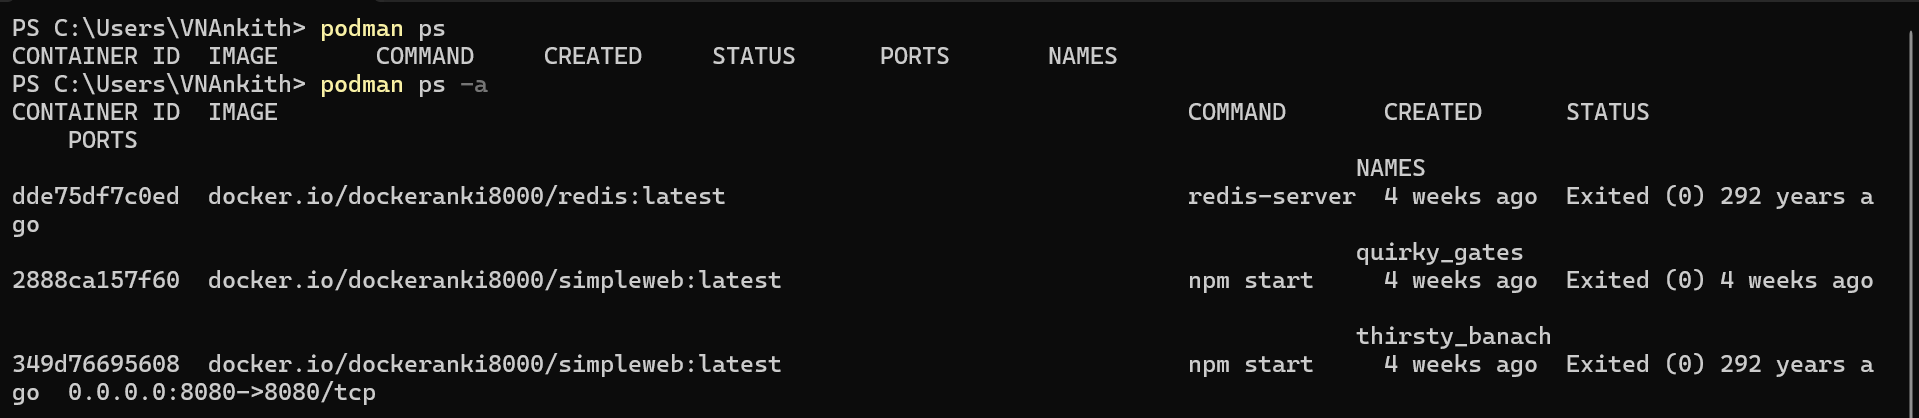 PS C:\Users\VNAnkith> podman ps
CONTAINER ID  IMAGE       COMMAND     CREATED     STATUS      PORTS       NAMES
PS C:\Users\VNAnkith> podman ps -a
CONTAINER ID  IMAGE                                                                 COMMAND       CREATED      STATUS
    PORTS
                                                                                                NAMES
dde75df7c0ed  docker.io/dockeranki8000/redis:latest                                 redis-server  4 weeks ago  Exited (0) 292 years a
go
                                                                                                quirky_gates
2888ca157f60  docker.io/dockeranki8000/simpleweb:latest                             npm start     4 weeks ago  Exited (0) 4 weeks ago
                                                                                                thirsty_banach
349d76695608  docker.io/dockeranki8000/simpleweb:latest                             npm start     4 weeks ago  Exited (0) 292 years a
go  0.0.0.0:8080->8080/tcp